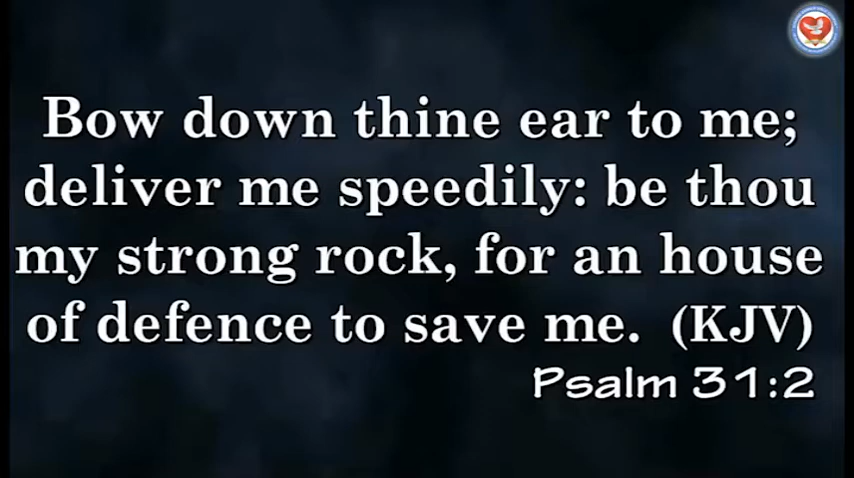 Bow down thine ear to me;
deliver me speedily: be thou
my strong rock, for an house
of defence to save me. (KJV)
Psalm 31:2